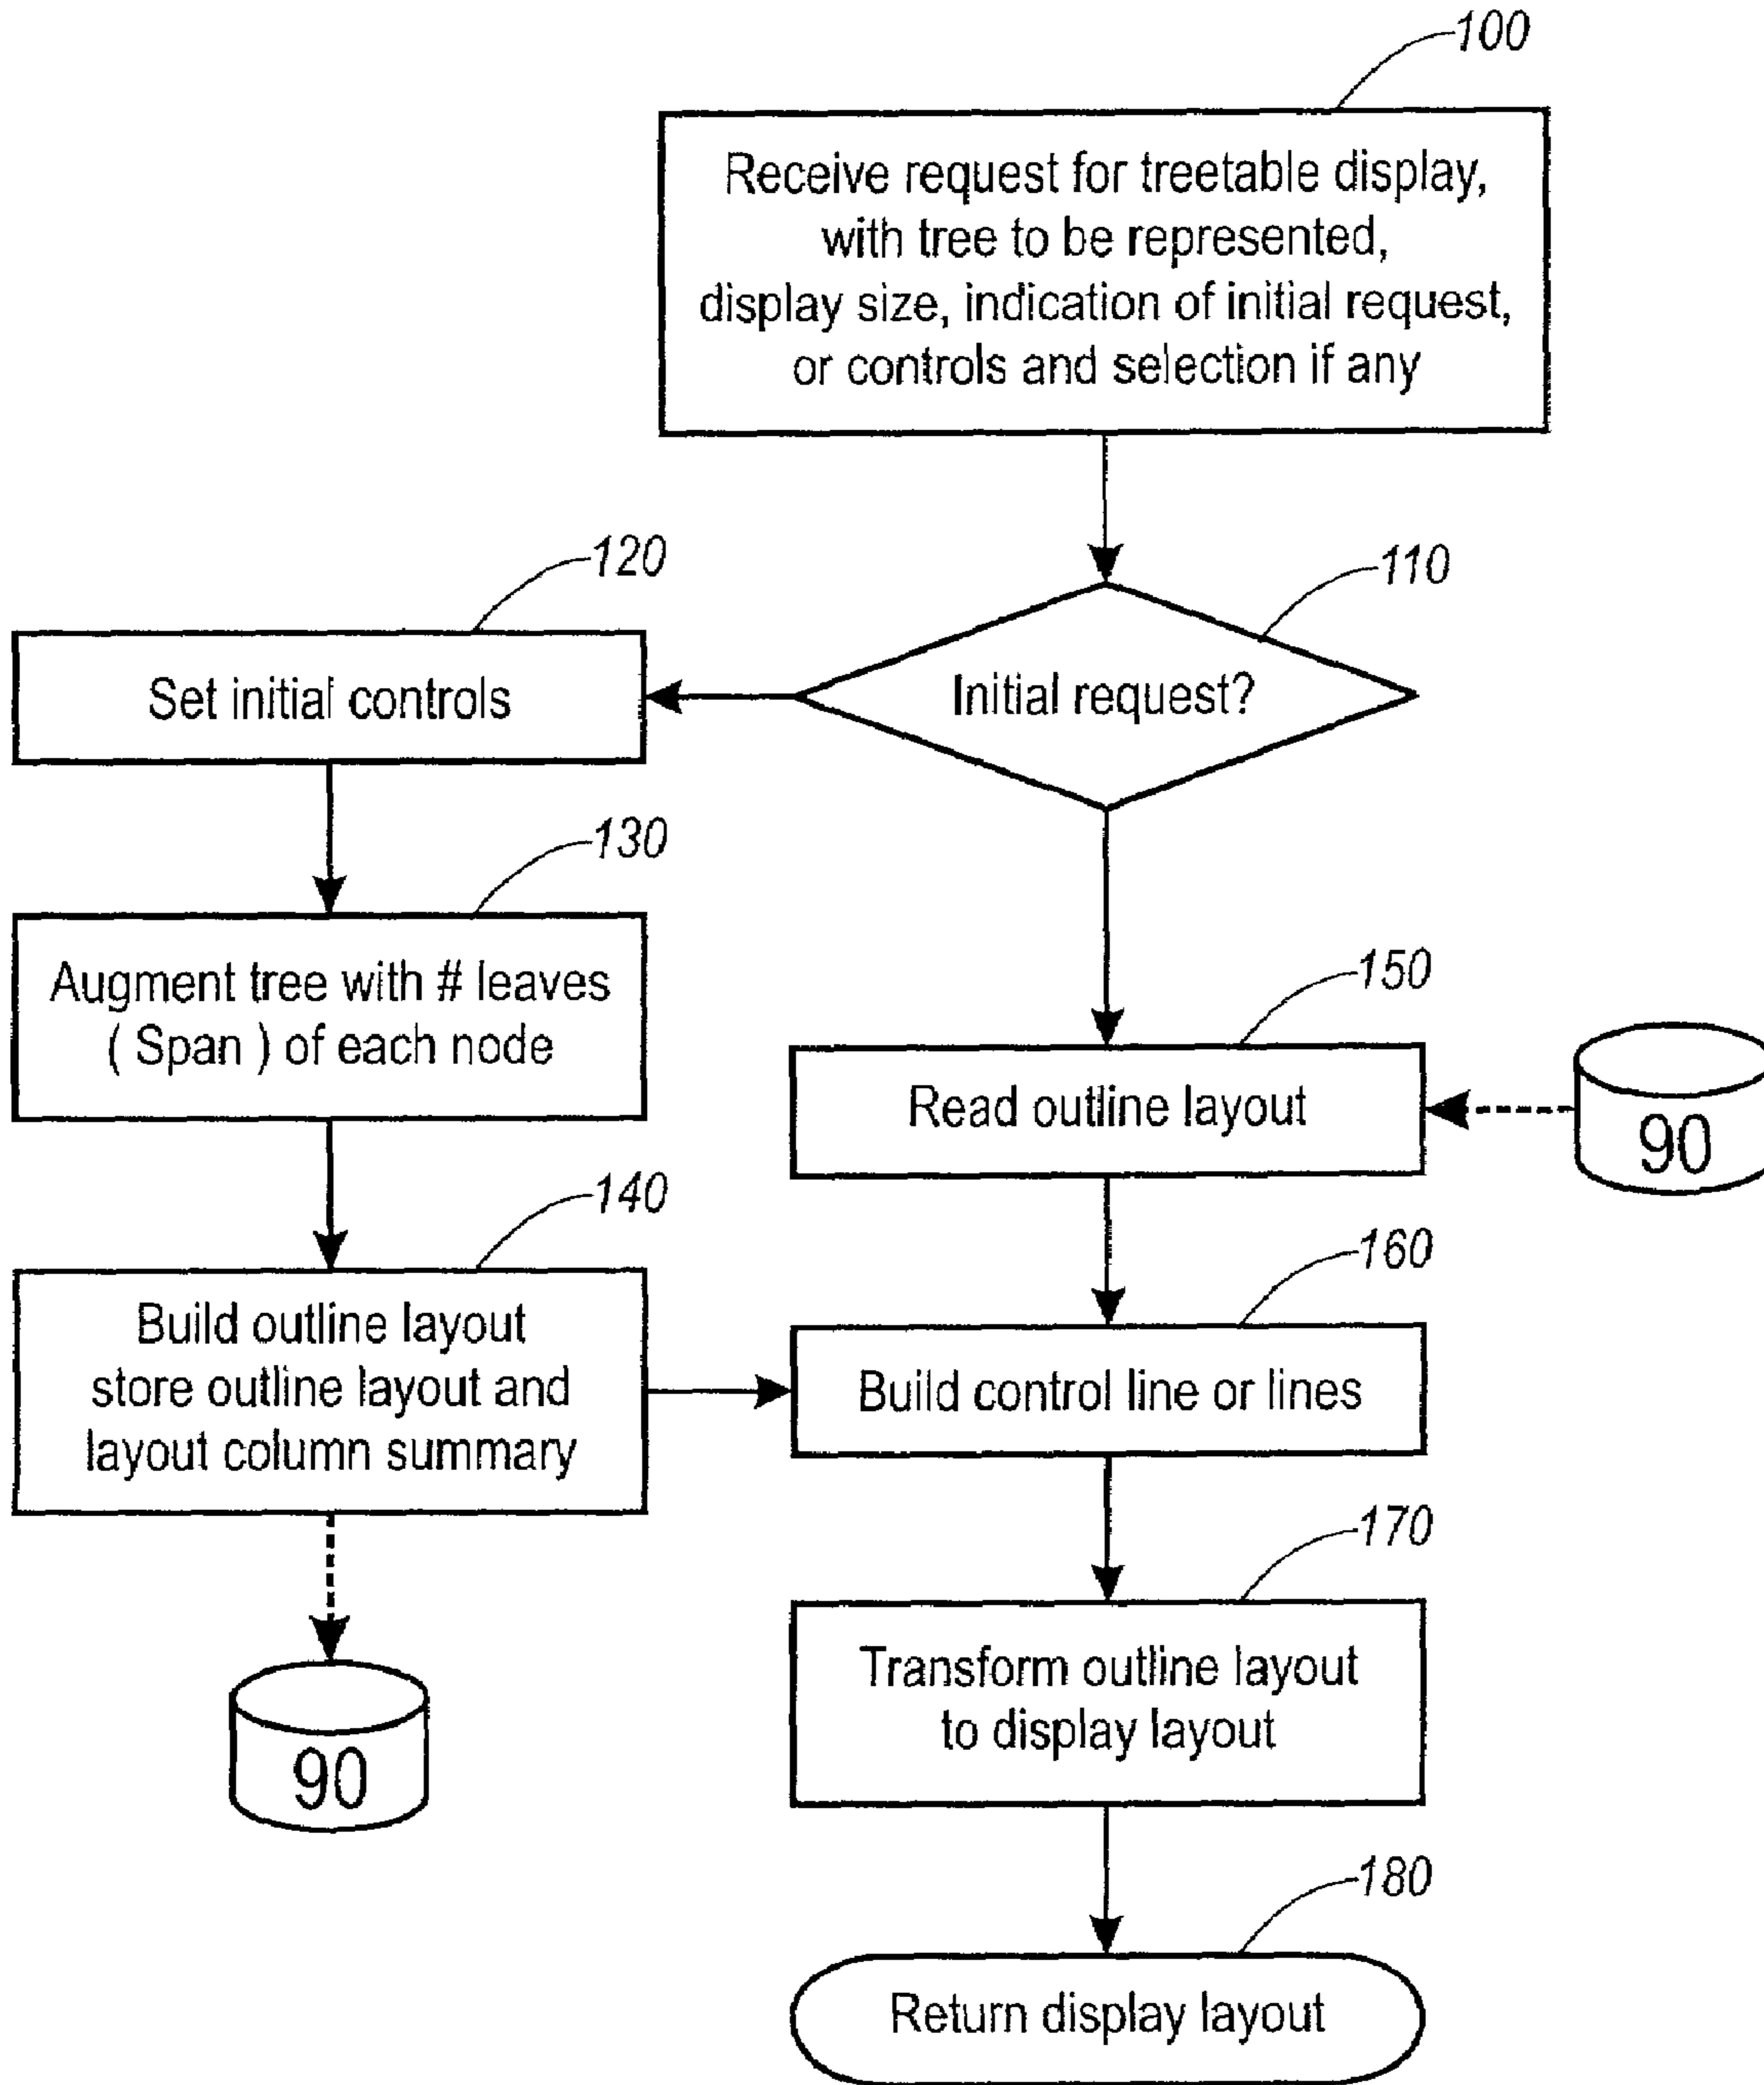 100
Receive request for treetable display,
with tree to be represented,
display size, indication of initial request,
or controls and selection if any
110
Initial request?
120
Set initial controls
130
Augment tree with # leaves
( Span ) of each node
140
Build outline layout
store outline layout and
layout column summary
90
150
Read outline layout
90
160
Build control line or lines
170
Transform outline layout
to display layout
180
Return display layout